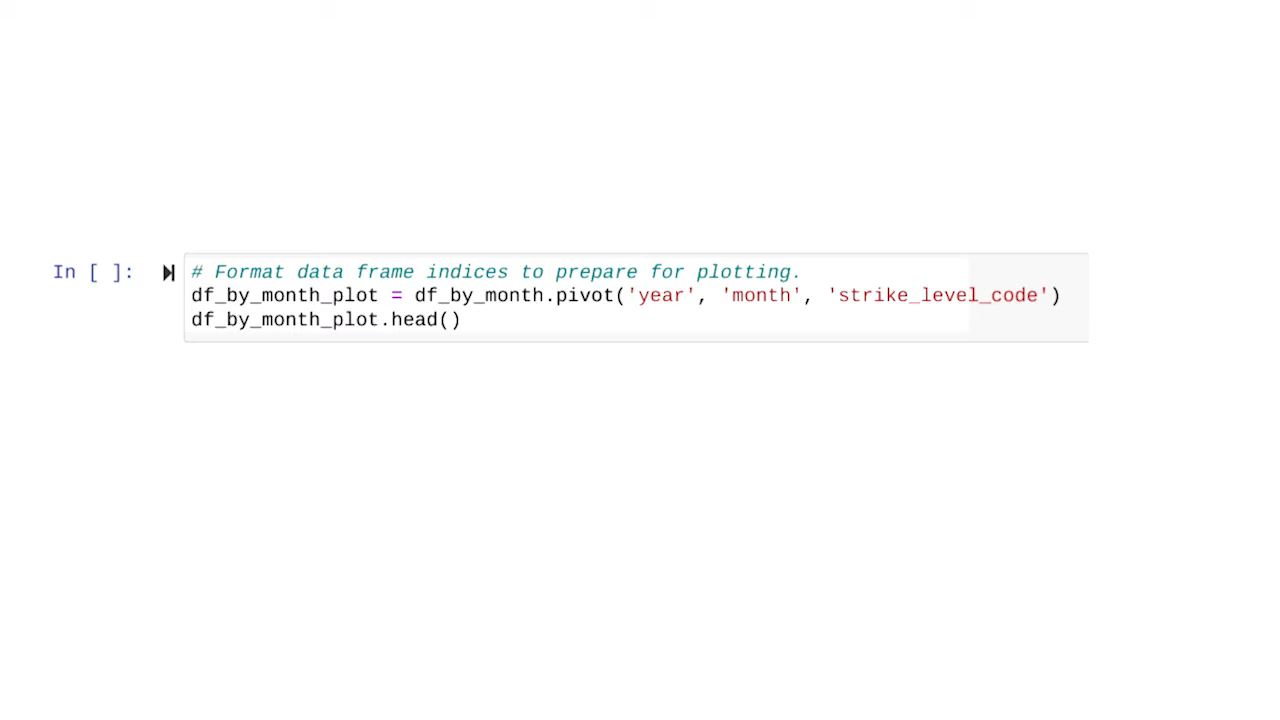 In [ ]:
# Format data frame indices to prepare for plotting.
df_by_month_plot = df_by_month.pivot('year', 'month', 'strike_level_code')
df_by_month_plot.head()